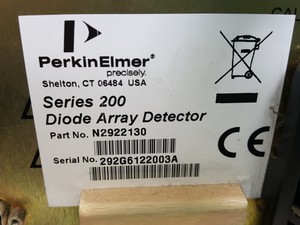 PerkinElmer®
precisely.
Shelton, CT 06484 USA
Series 200
Diode Array Detector
Part No. N2922130
Serial No. 292G6122003A
CE